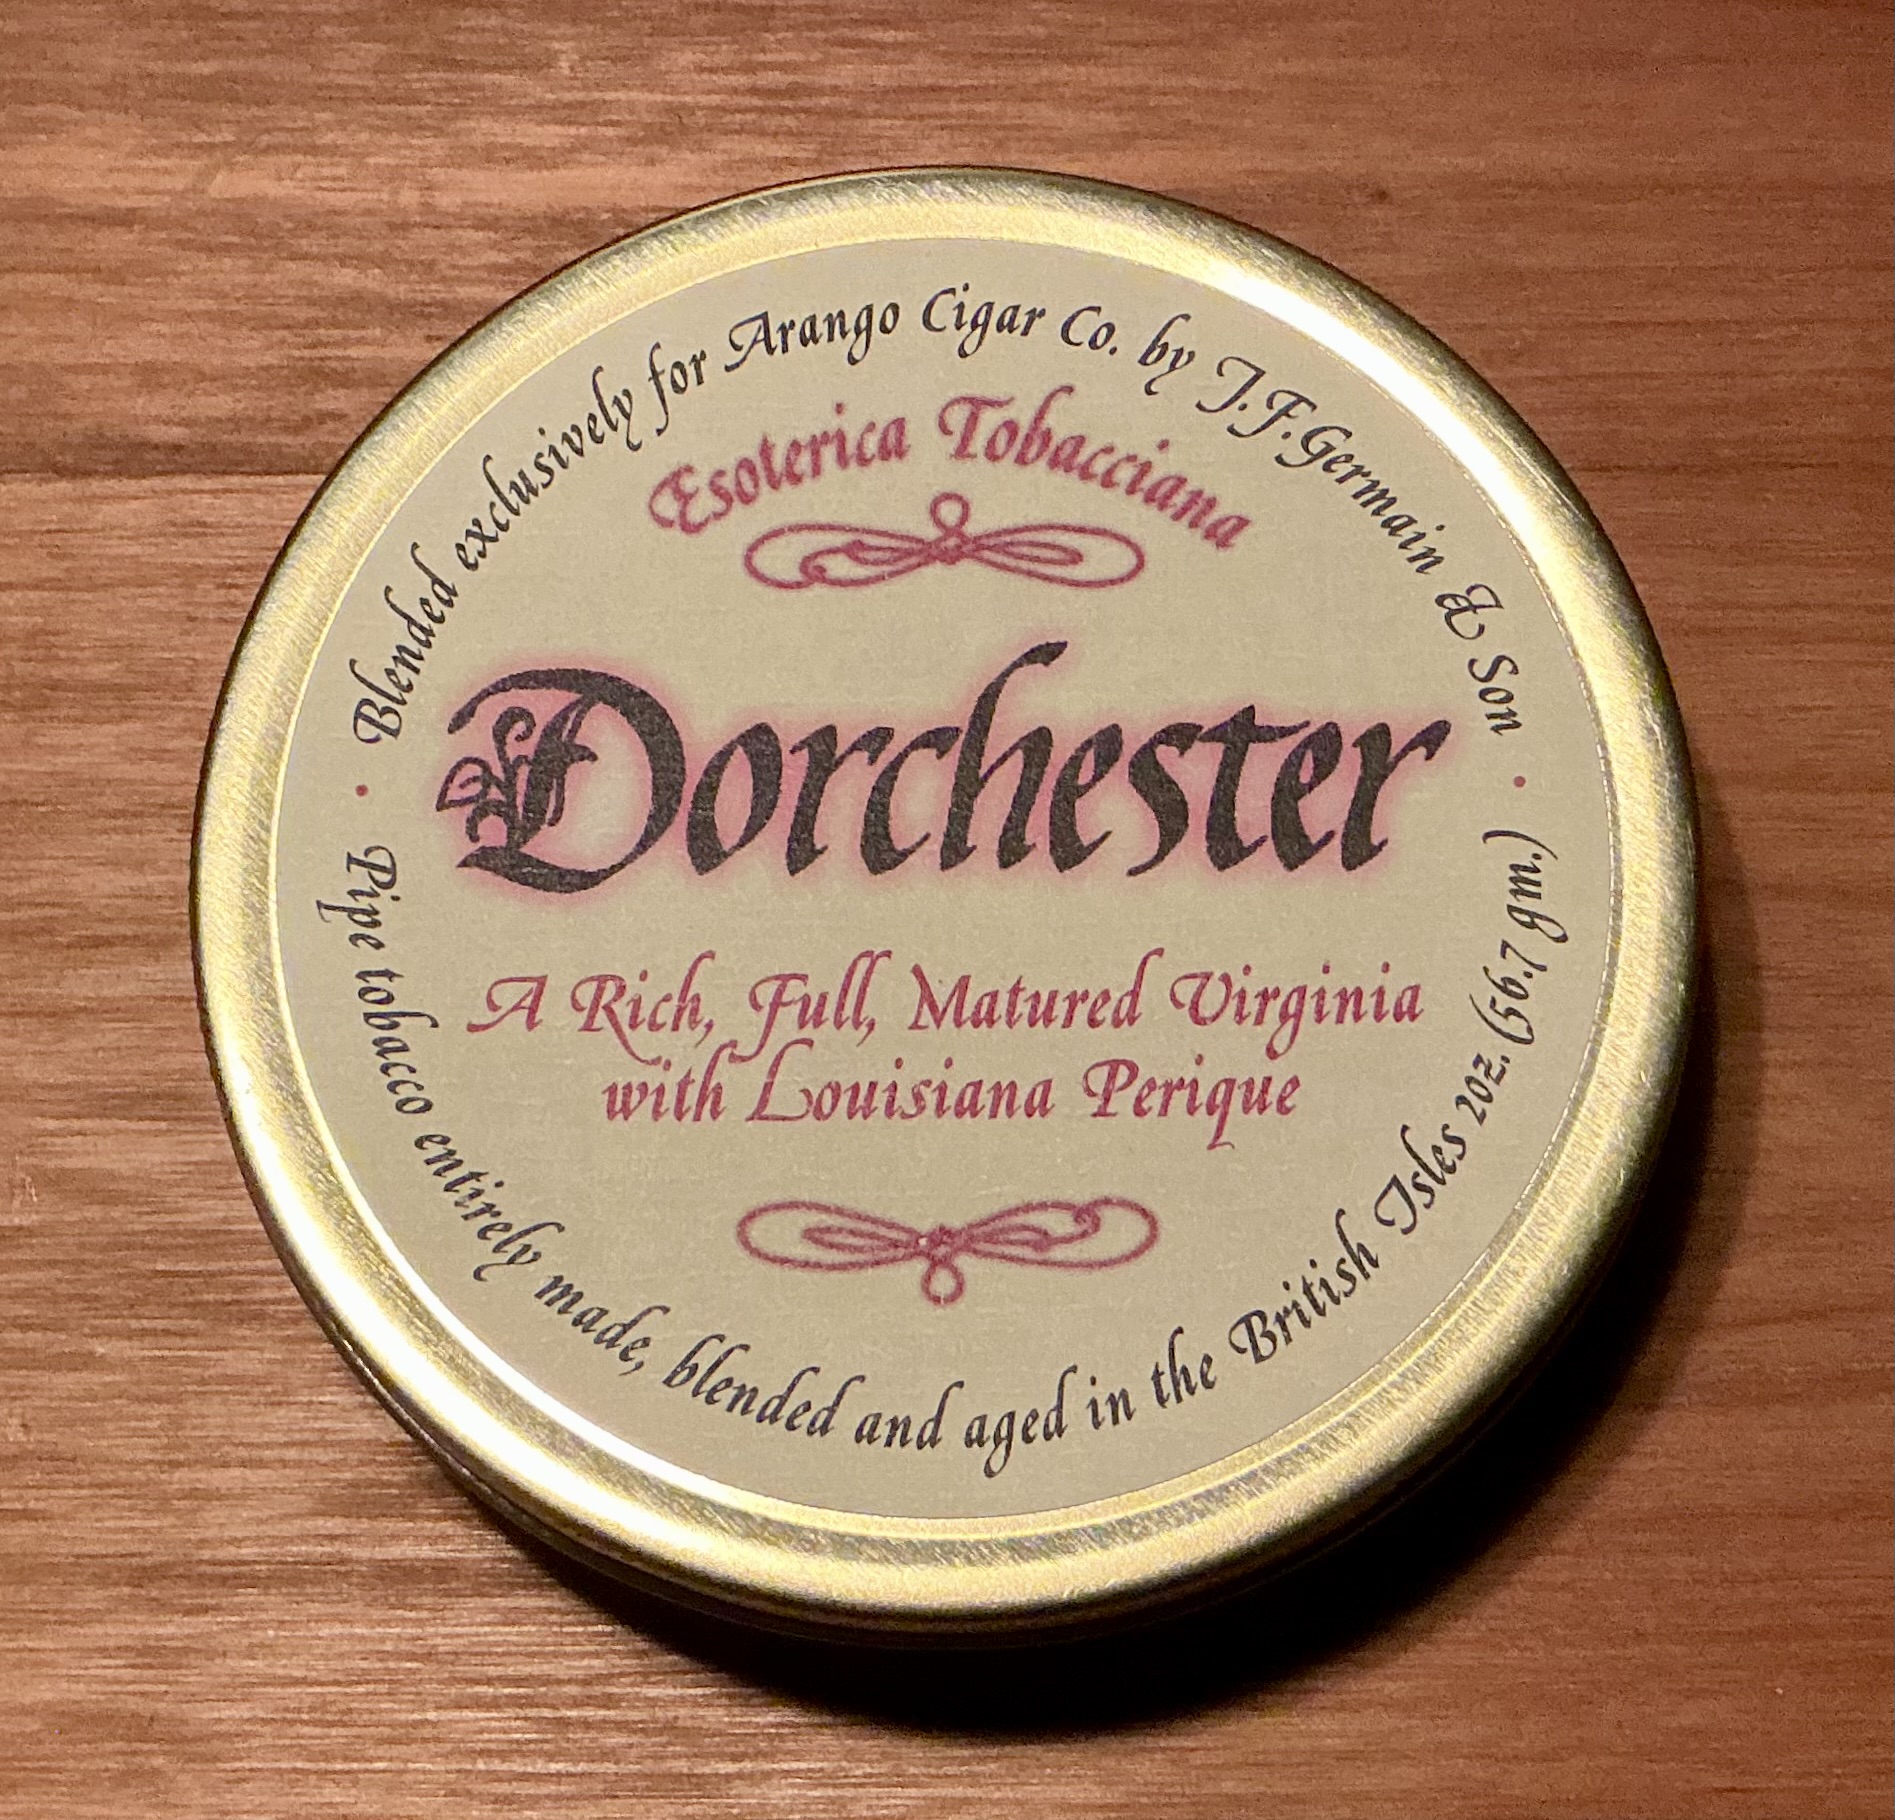 • Blended exclusively for Arango Cigar Co. by J.F. Germain & Son •
Esoterica Tobacciana
Dorchester
A Rich, Full, Matured Virginia
with Louisiana Perique
Pipe tobacco entirely made, blended and aged in the British Isles 2oz. (56.7 gm.)